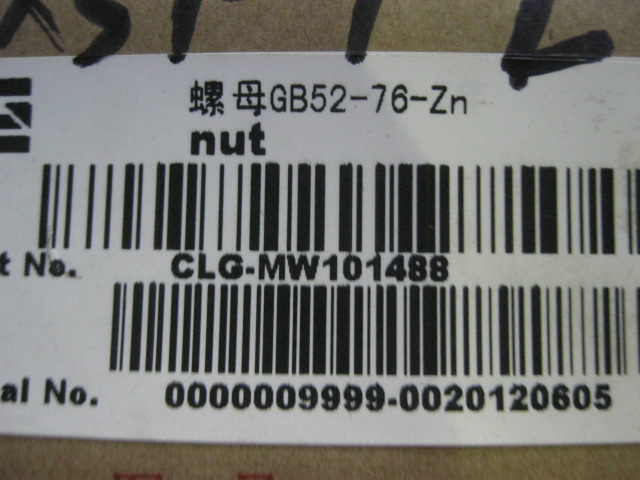 螺母GB52-76-Zn
nut
t No. CLG-MW101488
al No. 0000009999-0020120605